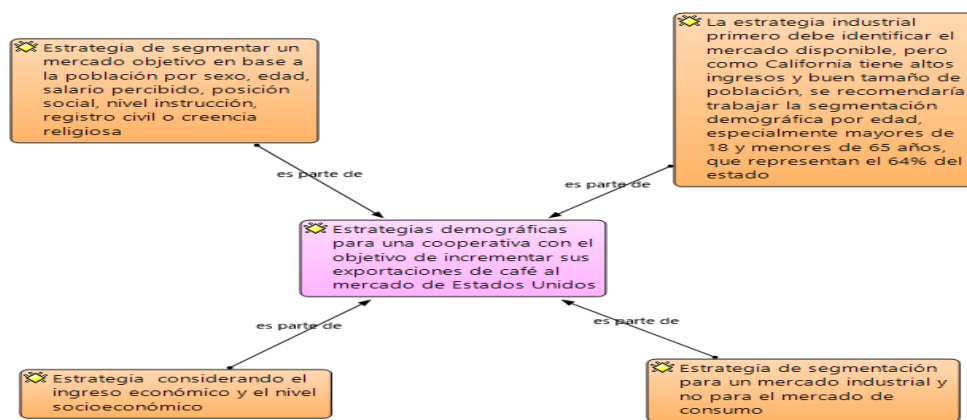 Estrategia de segmentar un
mercado objetivo en base a
la población por sexo, edad,
salario percibido, posición
social, nivel instrucción,
registro civil o creencia
religiosa
La estrategia industrial
primero debe identificar el
mercado disponible, pero
como California tiene altos
ingresos y buen tamaño de
población, se recomendaría
trabajar la segmentación
demográfica por edad,
especialmente mayores de
18 y menores de 65 años,
que representan el 64% del
estado
es parte de
es parte de
Estrategias demográficas
para una cooperativa con el
objetivo de incrementar sus
exportaciones de café al
mercado de Estados Unidos
es parte de
es parte de
Estrategia considerando el
ingreso económico y el nivel
socioeconómico
Estrategia de segmentación
para un mercado industrial y
no para el mercado de
consumo